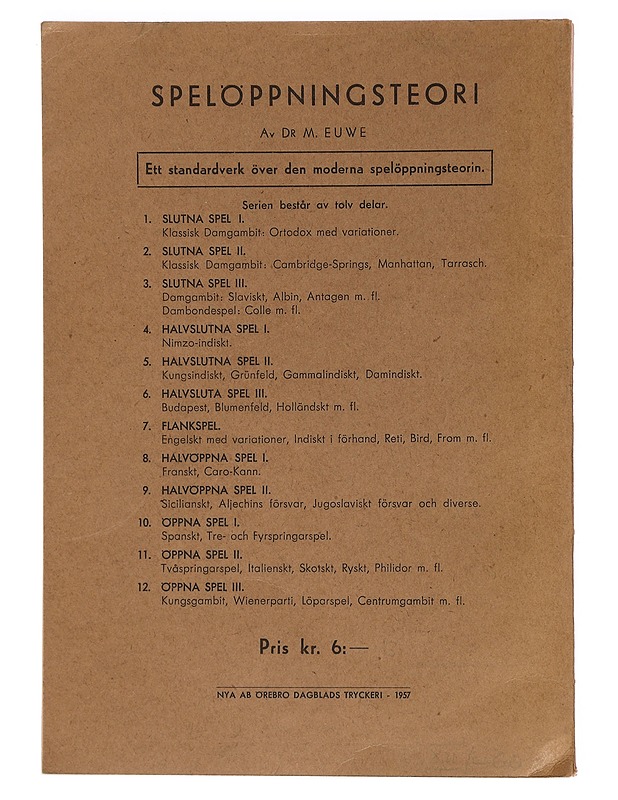 SPELÖPPNINGSTEORI
Av DR M. EUWE
Ett standardverk över den moderna spelöppningsteorin.
Serien består av tolv delar.
1. SLUTNA SPEL I.
Klassisk Damgambit: Ortodox med variationer.
2. SLUTNA SPEL II.
Klassisk Damgambit: Cambridge-Springs, Manhattan, Tarrasch.
3. SLUTNA SPEL III.
Damgambit: Slaviskt, Albin, Antagen m. fl.
Dambondespel: Colle m. fl.
4. HALVSLUTNA SPEL I.
Nimzo-indiskt.
5. HALVSLUTNA SPEL II.
Kungsindiskt, Grünfeld, Gammalindiskt, Damindiskt.
6. HALVSLUTA SPEL III.
Budapest, Blumenfeld, Holländskt m. fl.
7. FLANKSPEL.
Engelskt med variationer, Indiskt i förhand, Reti, Bird, From m. fl.
8. HALVÖPPNA SPEL I.
Franskt, Caro-Kann.
9. HALVÖPPNA SPEL II.
Sicilianskt, Aljechins försvar, Jugoslaviskt försvar och diverse.
10. ÖPPNA SPEL I.
Spanskt, Tre- och Fyrspringarspel.
11. ÖPPNA SPEL II.
Tvåspringarspel, Italienskt, Skotskt, Ryskt, Philidor m. fl.
12. ÖPPNA SPEL III.
Kungsgambit, Wienerparti, Löparspel, Centrumgambit m. fl.
Pris kr. 6:—
NYA AB ÖREBRO DAGBLADS TRYCKERI - 1957